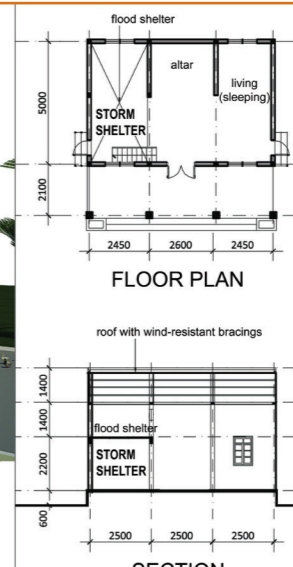 flood shelter
altar
living
(sleeping)
STORM
SHELTER
5000
2100
2450
2600
2450
FLOOR PLAN
roof with wind-resistant bracings
1400
1400
flood shelter
STORM
SHELTER
2200
600
2500
2500
2500
SECTION